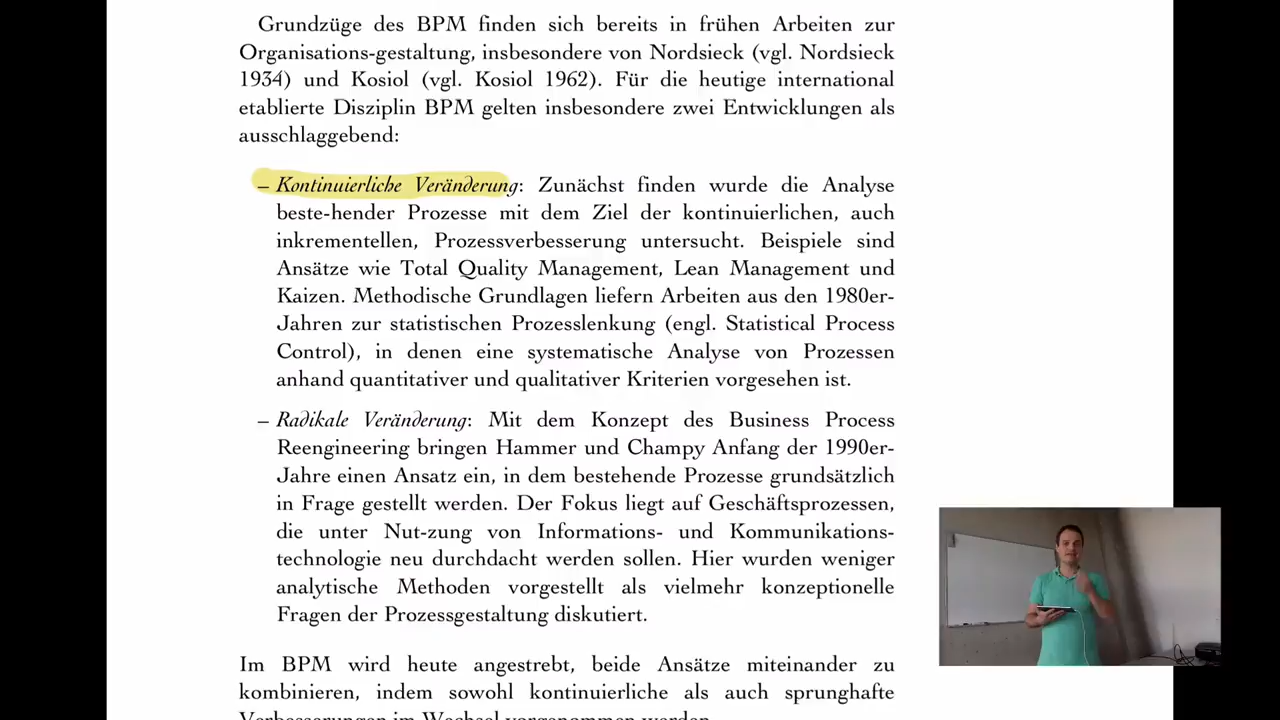 Grundzüge des BPM finden sich bereits in frühen Arbeiten zur
Organisations-gestaltung, insbesondere von Nordsieck (vgl. Nordsieck
1934) und Kosiol (vgl. Kosiol 1962). Für die heutige international
etablierte Disziplin BPM gelten insbesondere zwei Entwicklungen als
ausschlaggebend:
– Kontinuierliche Veränderung: Zunächst finden wurde die Analyse
beste-hender Prozesse mit dem Ziel der kontinuierlichen, auch
inkrementellen, Prozessverbesserung untersucht. Beispiele sind
Ansätze wie Total Quality Management, Lean Management und
Kaizen. Methodische Grundlagen liefern Arbeiten aus den 1980er-
Jahren zur statistischen Prozesslenkung (engl. Statistical Process
Control), in denen eine systematische Analyse von Prozessen
anhand quantitativer und qualitativer Kriterien vorgesehen ist.
– Radikale Veränderung: Mit dem Konzept des Business Process
Reengineering bringen Hammer und Champy Anfang der 1990er-
Jahre einen Ansatz ein, in dem bestehende Prozesse grundsätzlich
in Frage gestellt werden. Der Fokus liegt auf Geschäftsprozessen,
die unter Nut-zung von Informations- und Kommunikations-
technologie neu durchdacht werden sollen. Hier wurden weniger
analytische Methoden vorgestellt als vielmehr konzeptionelle
Fragen der Prozessgestaltung diskutiert.
Im BPM wird heute angestrebt, beide Ansätze miteinander zu
kombinieren, indem sowohl kontinuierliche als auch sprunghafte
Verbesserungen im Wechsel vorgenommen werden